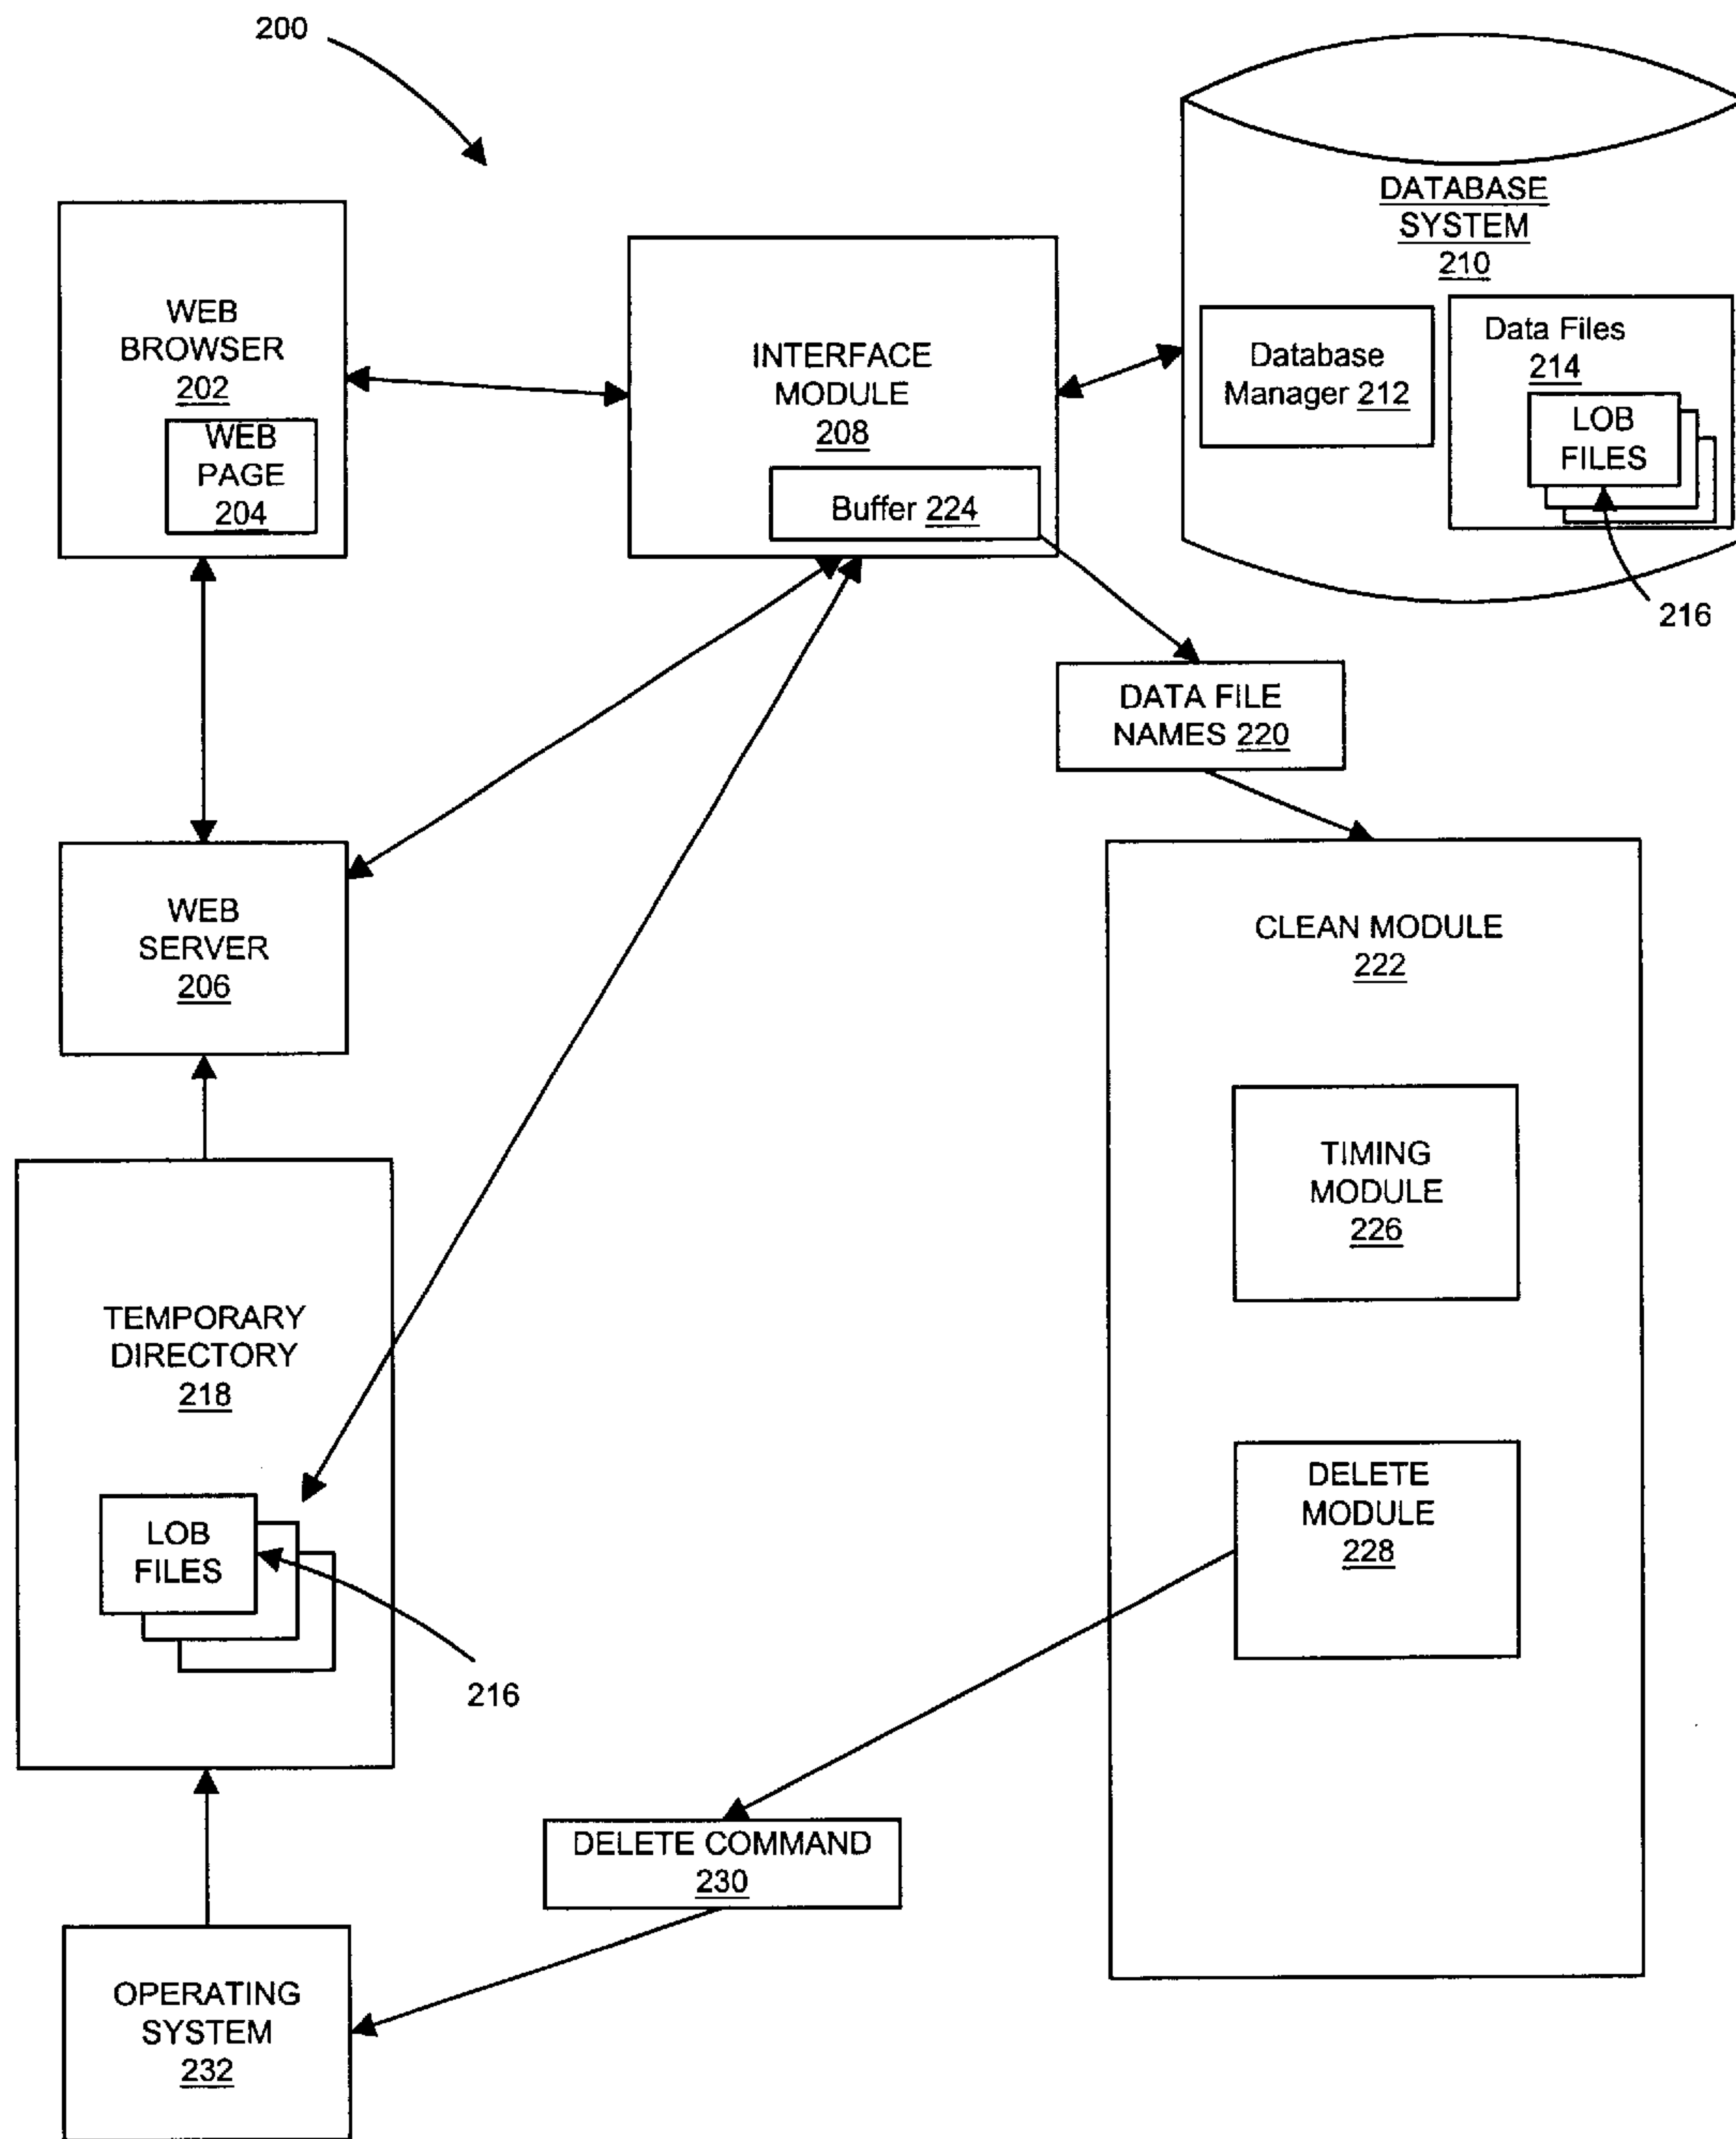 200
DATABASE
SYSTEM
210
WEB
BROWSER
202
WEB
PAGE
204
INTERFACE
MODULE
208
Buffer 224
Database
Manager 212
Data Files
214
LOB
FILES
216
DATA FILE
NAMES 220
WEB
SERVER
206
CLEAN MODULE
222
TIMING
MODULE
226
TEMPORARY
DIRECTORY
218
LOB
FILES
216
DELETE
MODULE
228
DELETE COMMAND
230
OPERATING
SYSTEM
232